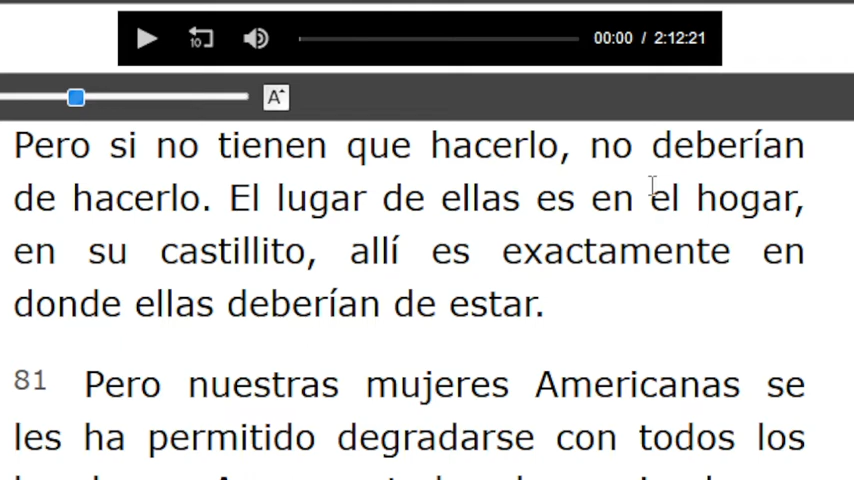 10
00:00 / 2:12:21
A
Pero si no tienen que hacerlo, no deberían
de hacerlo. El lugar de ellas es en el hogar,
en su castillito, allí es exactamente en
donde ellas deberían de estar.
81 Pero nuestras mujeres Americanas se
les ha permitido degradarse con todos los